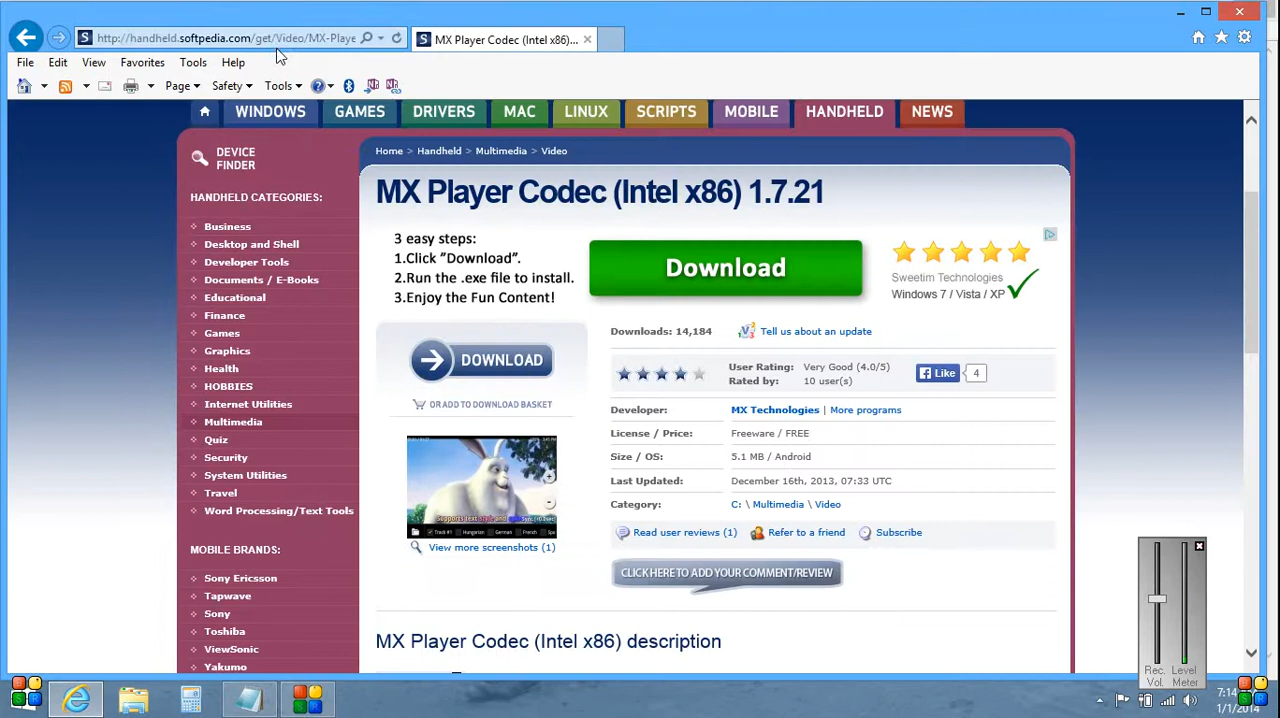 http://handheld.softpedia.com/get/Video/MX-Playe
MX Player Codec (Intel x86)...
File Edit View Favorites Tools Help
Page Safety Tools
WINDOWS GAMES DRIVERS MAC LINUX SCRIPTS MOBILE HANDHELD NEWS
DEVICE
FINDER
HANDHELD CATEGORIES:
Business
Desktop and Shell
Developer Tools
Documents / E-Books
Educational
Finance
Games
Graphics
Health
HOBBIES
Internet Utilities
Multimedia
Quiz
Security
System Utilities
Travel
Word Processing/Text Tools
MOBILE BRANDS:
Sony Ericsson
Tapwave
Sony
Toshiba
ViewSonic
Yakumo
Home > Handheld > Multimedia > Video
MX Player Codec (Intel x86) 1.7.21
3 easy steps:
1.Click "Download".
2.Run the .exe file to install.
3.Enjoy the Fun Content!
Download
Sweetim Technologies
Windows 7 / Vista / XP
DOWNLOAD
OR ADD TO DOWNLOAD BASKET
View more screenshots (1)
Downloads: 14,184
Tell us about an update
User Rating: Very Good (4.0/5)
Rated by: 10 user(s)
Like 4
Developer: MX Technologies | More programs
License / Price: Freeware / FREE
Size / OS: 5.1 MB / Android
Last Updated: December 16th, 2013, 07:33 UTC
Category: C: \ Multimedia \ Video
Read user reviews (1) Refer to a friend Subscribe
CLICK HERE TO ADD YOUR COMMENT/REVIEW
MX Player Codec (Intel x86) description
Rec. Vol.
Level Meter
7:14
1/1/2014